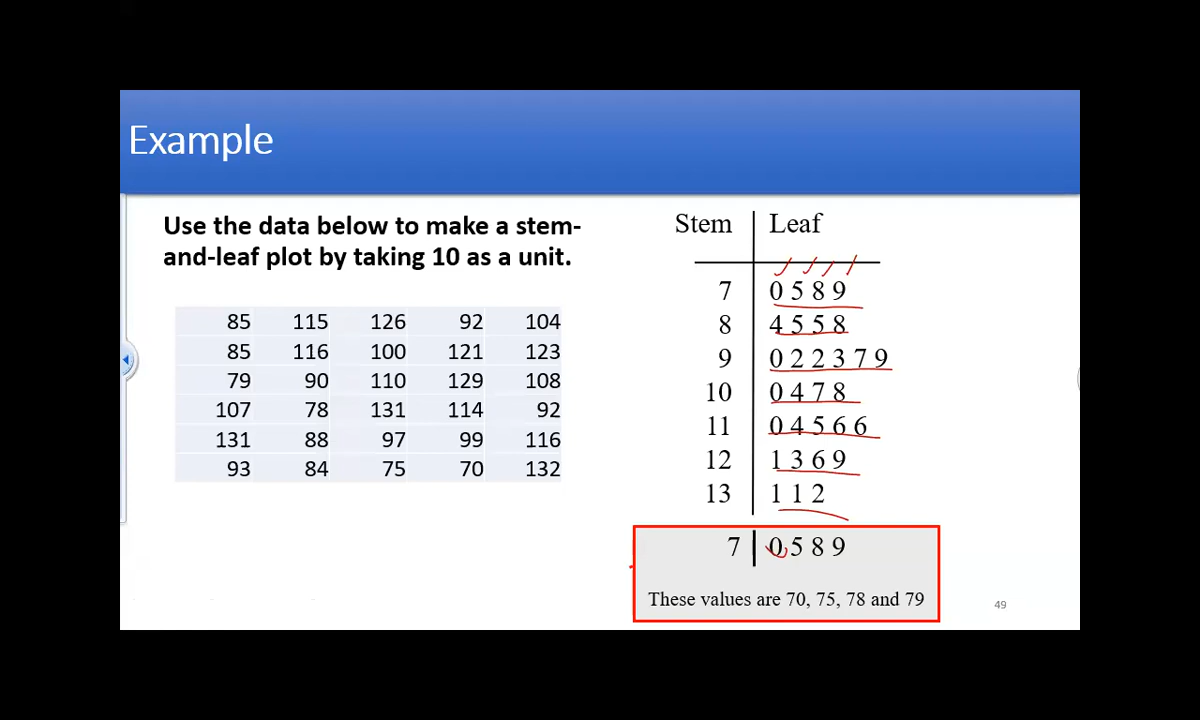 Example
Use the data below to make a stem-
and-leaf plot by taking 10 as a unit.
85 115 126 92 104
85 116 100 121 123
79 90 110 129 108
107 78 131 114 92
131 88 97 99 116
93 84 75 70 132
Stem Leaf
7 0 5 8 9
8 4 5 5 8
9 0 2 2 3 7 9
10 0 4 7 8
11 0 4 5 6 6
12 1 3 6 9
13 1 1 2
7 0 5 8 9
These values are 70, 75, 78 and 79
49